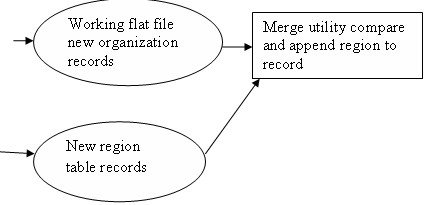 Working flat file
new organization
records
Merge utility compare
and append region to
record
New region
table records